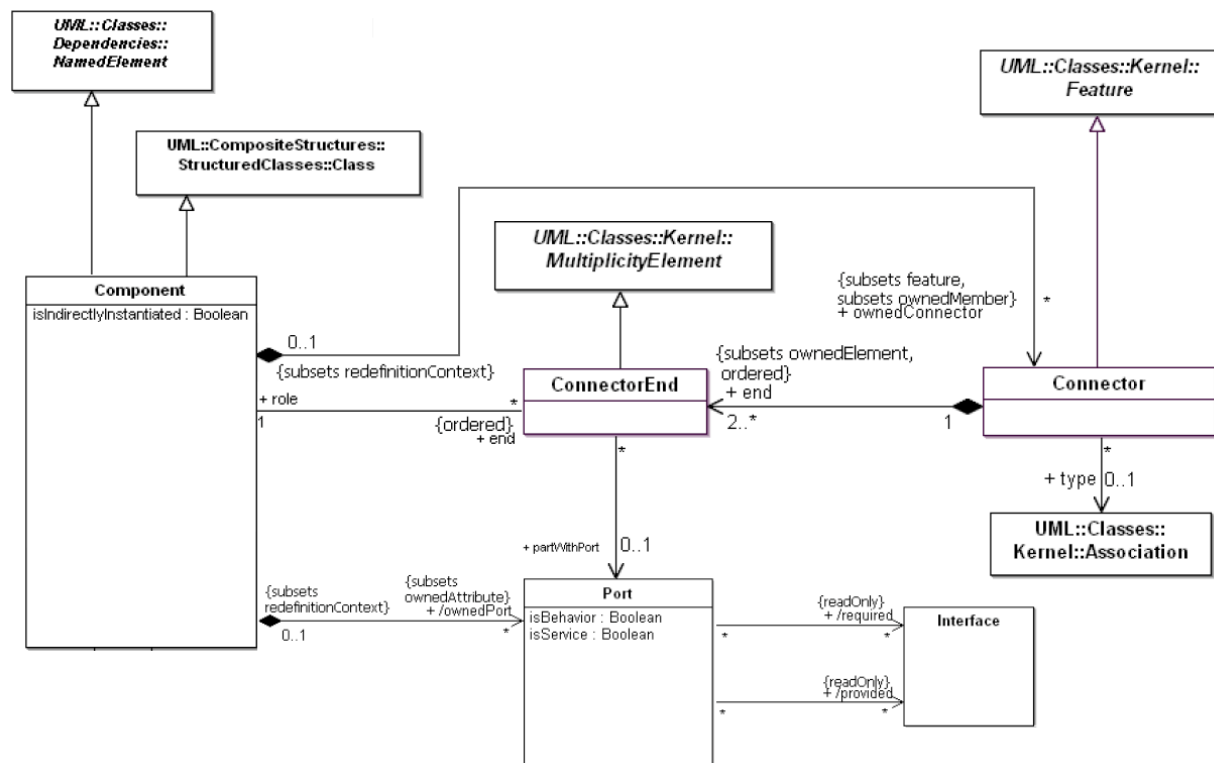 UML::Classes::
Dependencies::
NamedElement
UML::Classes::Kernel::
Feature
UML::CompositeStructures::
StructuredClasses::Class
UML::Classes::Kernel::
MultiplicityElement
Component
isIndirectlyInstantiated : Boolean
{subsets feature,
subsets ownedMember}
+ ownedConnector
*
0..1
{subsets redefinitionContext}
{subsets ownedElement,
ordered}
+ end
2..*
1
ConnectorEnd
Connector
+ role
1
*
{ordered}
+ end
*
*
+ type
0..1
UML::Classes::
Kernel::Association
+ partWithPort
0..1
{subsets
redefinitionContext}
0..1
{subsets
ownedAttribute}
+ /ownedPort
*
Port
isBehavior : Boolean
isService : Boolean
{readOnly}
+ /required
*
*
{readOnly}
+ /provided
*
*
Interface